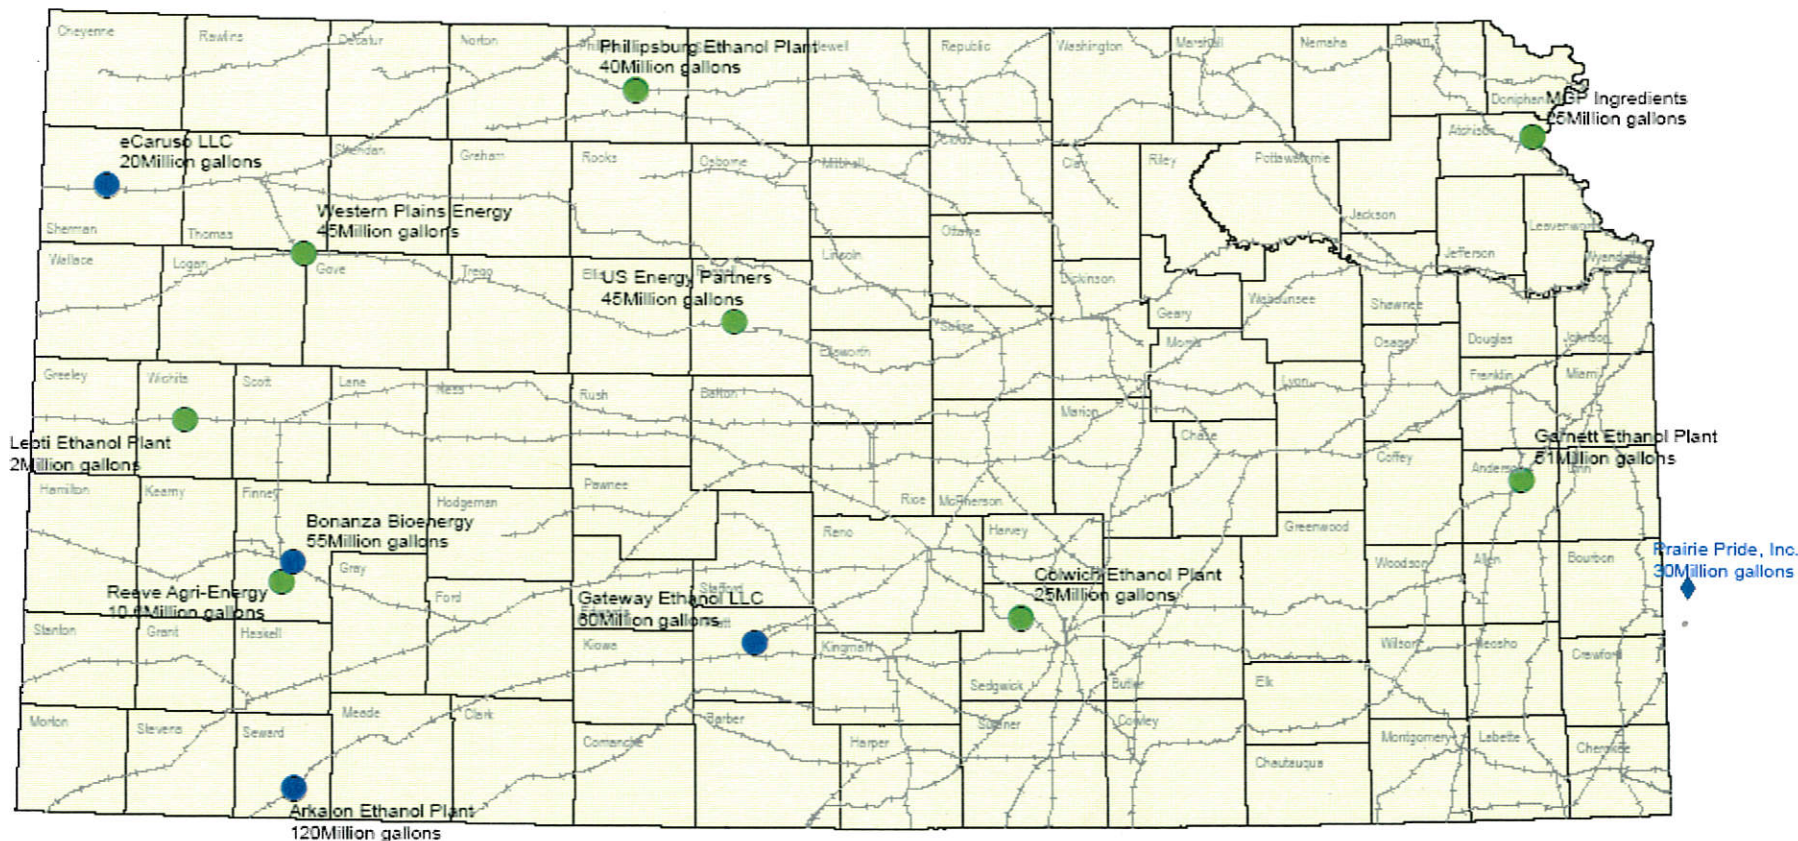 Cheyenne
Rawlins
Decatur
Norton
Phillipsburg Ethanol Plant
40Million gallons
Jewell
Republic
Washington
Marshall
Nemaha
Brown
Doniphan
MGP Ingredients
25Million gallons
Atchison
eCaruso LLC
20Million gallons
Sheridan
Graham
Rooks
Osborne
Mitchell
Cloud
Clay
Riley
Pottawatomie
Jackson
Leavenworth
Sherman
Thomas
Western Plains Energy
45Million gallons
Ottawa
Jefferson
Wyandotte
Wallace
Logan
Gove
Trego
Ellis
US Energy Partners
45Million gallons
Lincoln
Dickinson
Geary
Wabaunsee
Shawnee
Saline
Ellsworth
Morris
Osage
Douglas
Johnson
Greeley
Wichita
Scott
Lane
Ness
Rush
Barton
Marion
Lyon
Franklin
Miami
Leoti Ethanol Plant
2Million gallons
Chase
Coffey
Garnett Ethanol Plant
Anderson
Linn
Hamilton
Kearny
Finney
Hodgeman
Pawnee
Rice
McPherson
Bonanza Bioenergy
55Million gallons
Reno
Harvey
Greenwood
Gray
Ford
Stafford
Woodson
Allen
Bourbon
Prairie Pride, Inc.
30Million gallons
Reeve Agri-Energy
Gateway Ethanol LLC
Edwards
Colwich Ethanol Plant
25Million gallons
Stanton
Grant
Haskell
Kiowa
Kingman
Sedgwick
Butler
Elk
Wilson
Neosho
Crawford
Morton
Stevens
Seward
Meade
Clark
Comanche
Barber
Harper
Sumner
Cowley
Chautauqua
Montgomery
Labette
Cherokee
Arkalon Ethanol Plant
120Million gallons